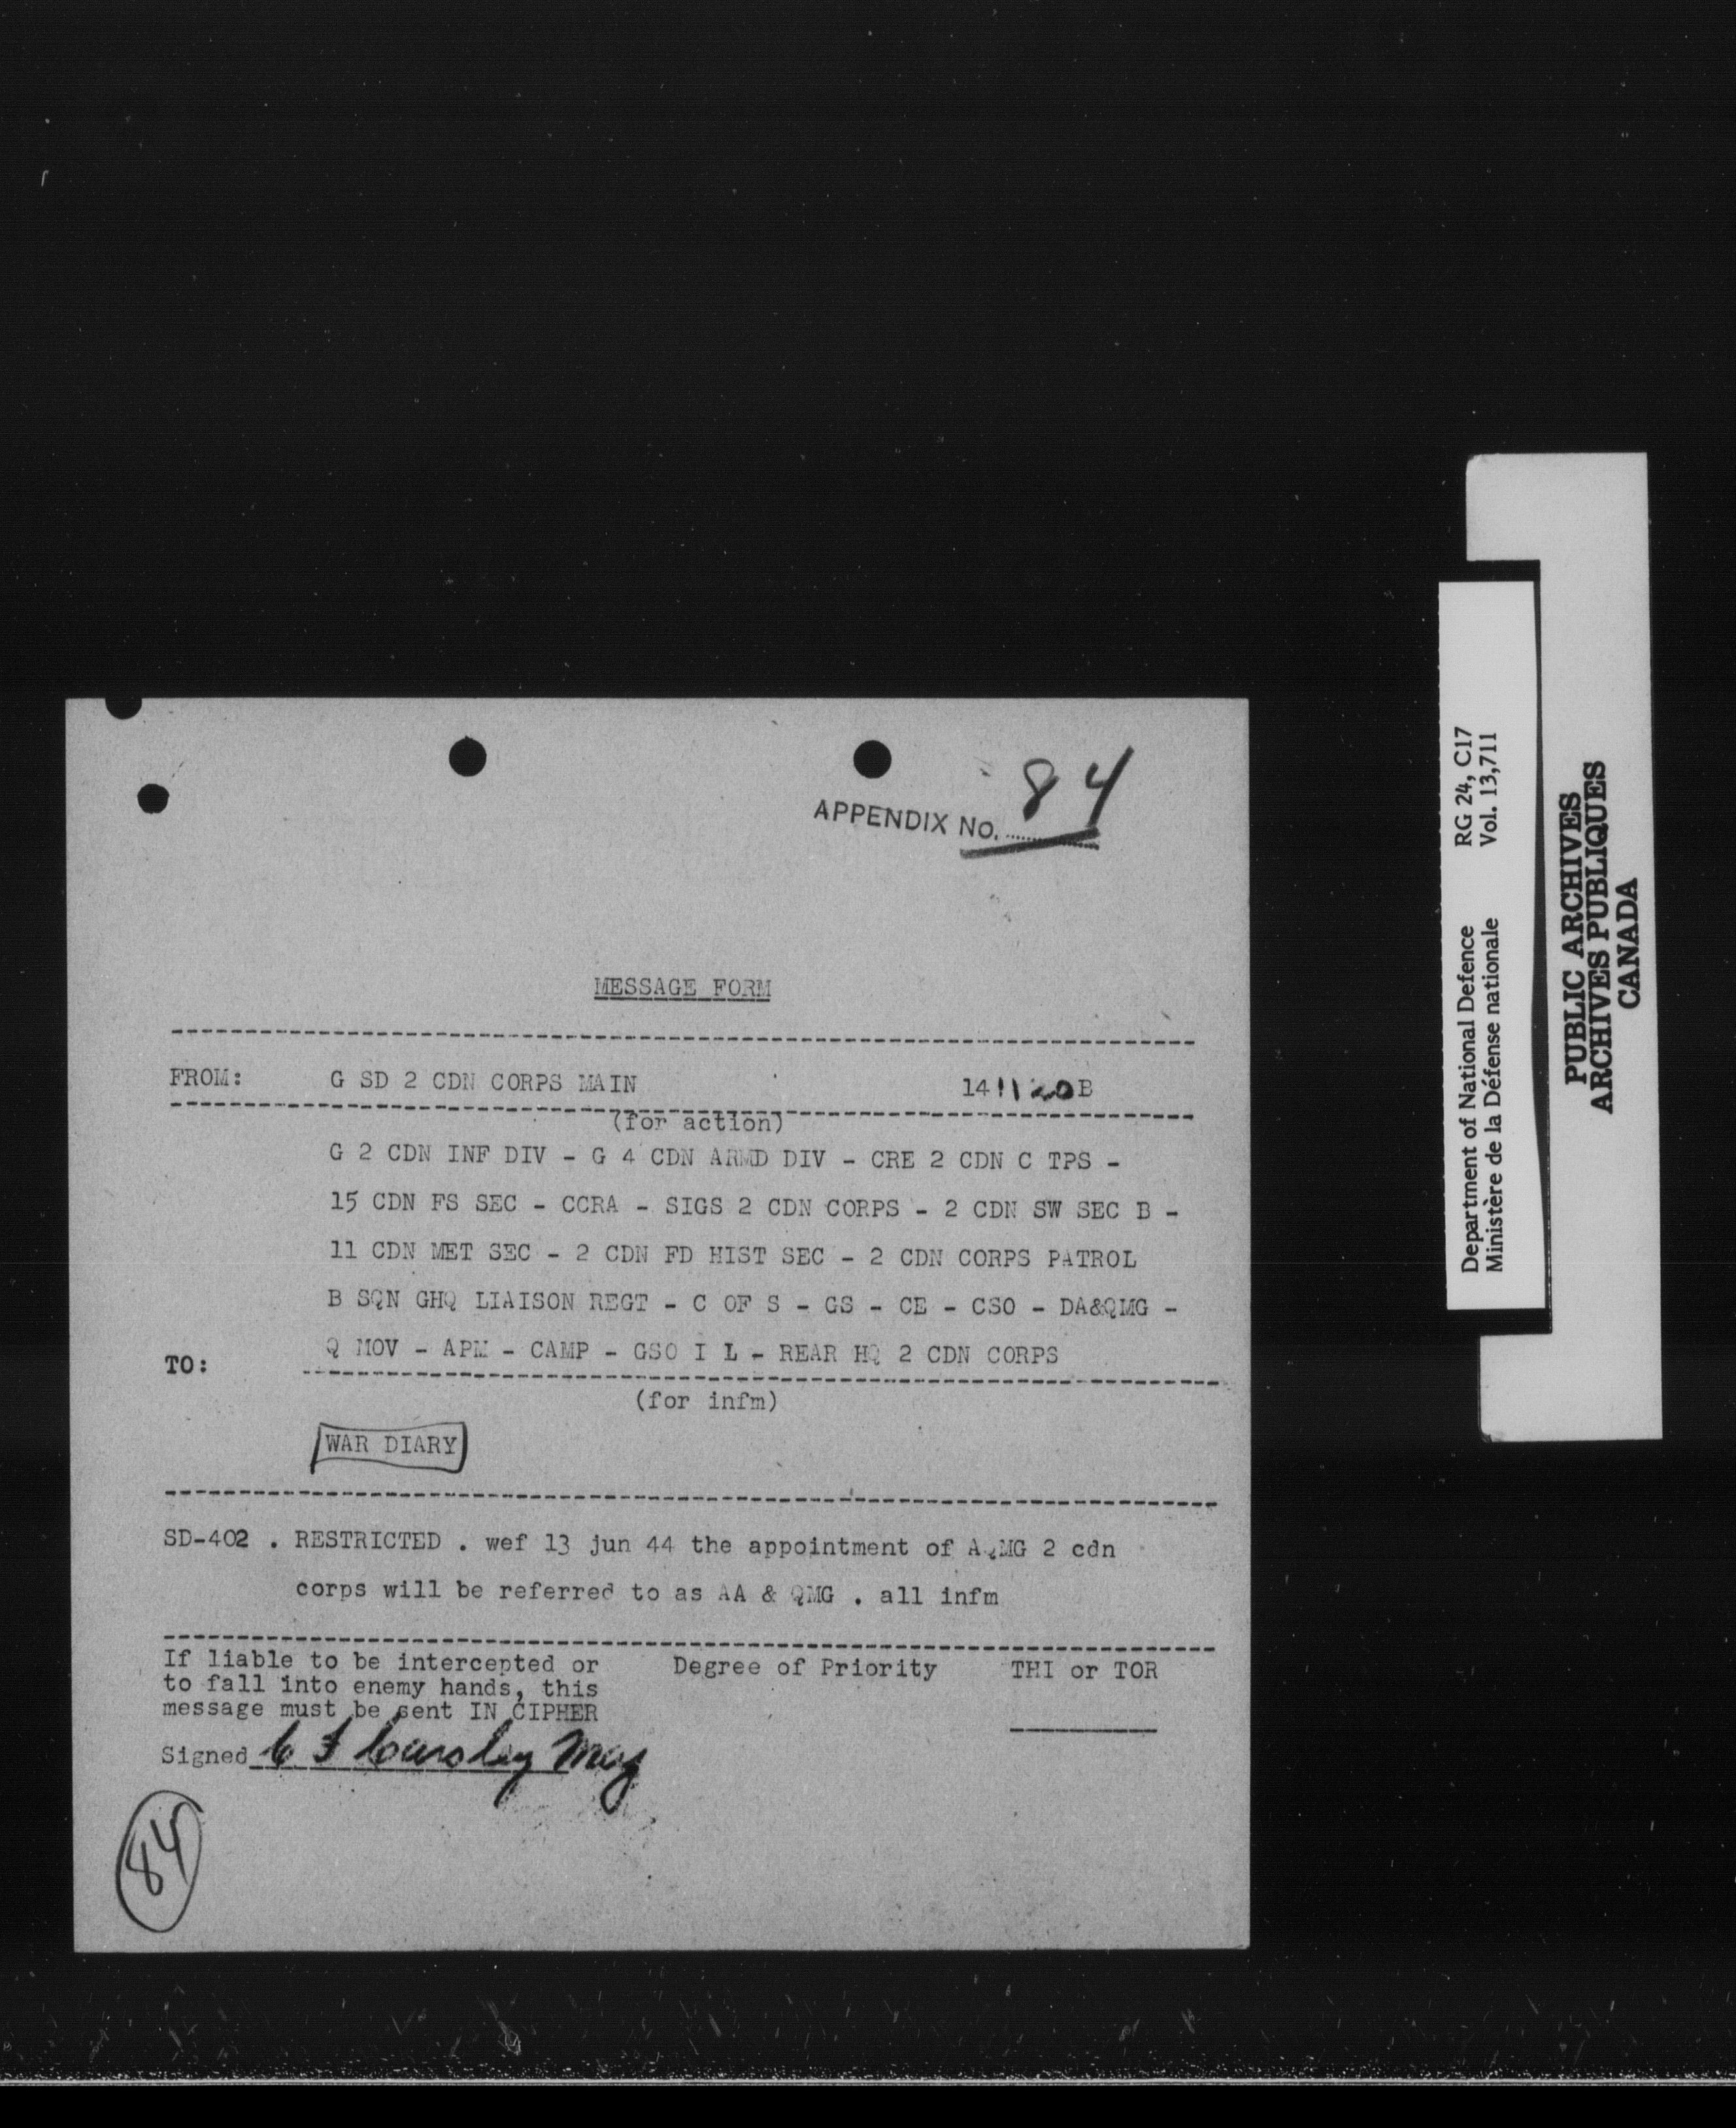 APPENDIX No. 84
MESSAGE FORM
FROM: G SD 2 CDN CORPS MAIN 141120B
(for action)
G 2 CDN INF DIV - G 4 CDN ARMD DIV - CRE 2 CDN C TPS -
15 CDN FS SEC - CCRA - SIGS 2 CDN CORPS - 2 CDN SW SEC B -
11 CDN MET SEC - 2 CDN FD HIST SEC - 2 CDN CORPS PATROL
B SQN GHQ LIAISON REGT - C OF S - GS - CE - CSO - DA&QMG -
Q MOV - APM - CAMP - GSO I L - REAR HQ 2 CDN CORPS
TO:
(for infm)
WAR DIARY
SD-402 . RESTRICTED . wef 13 jun 44 the appointment of AQMG 2 cdn
corps will be referred to as AA & QMG . all infm
If liable to be intercepted or
to fall into enemy hands, this
message must be sent IN CIPHER
Degree of Priority
THI or TOR
Signed Maj
84
Department of National Defence RG 24, C17
Ministère de la Défense nationale Vol. 13,711
PUBLIC ARCHIVES
ARCHIVES PUBLIQUES
CANADA